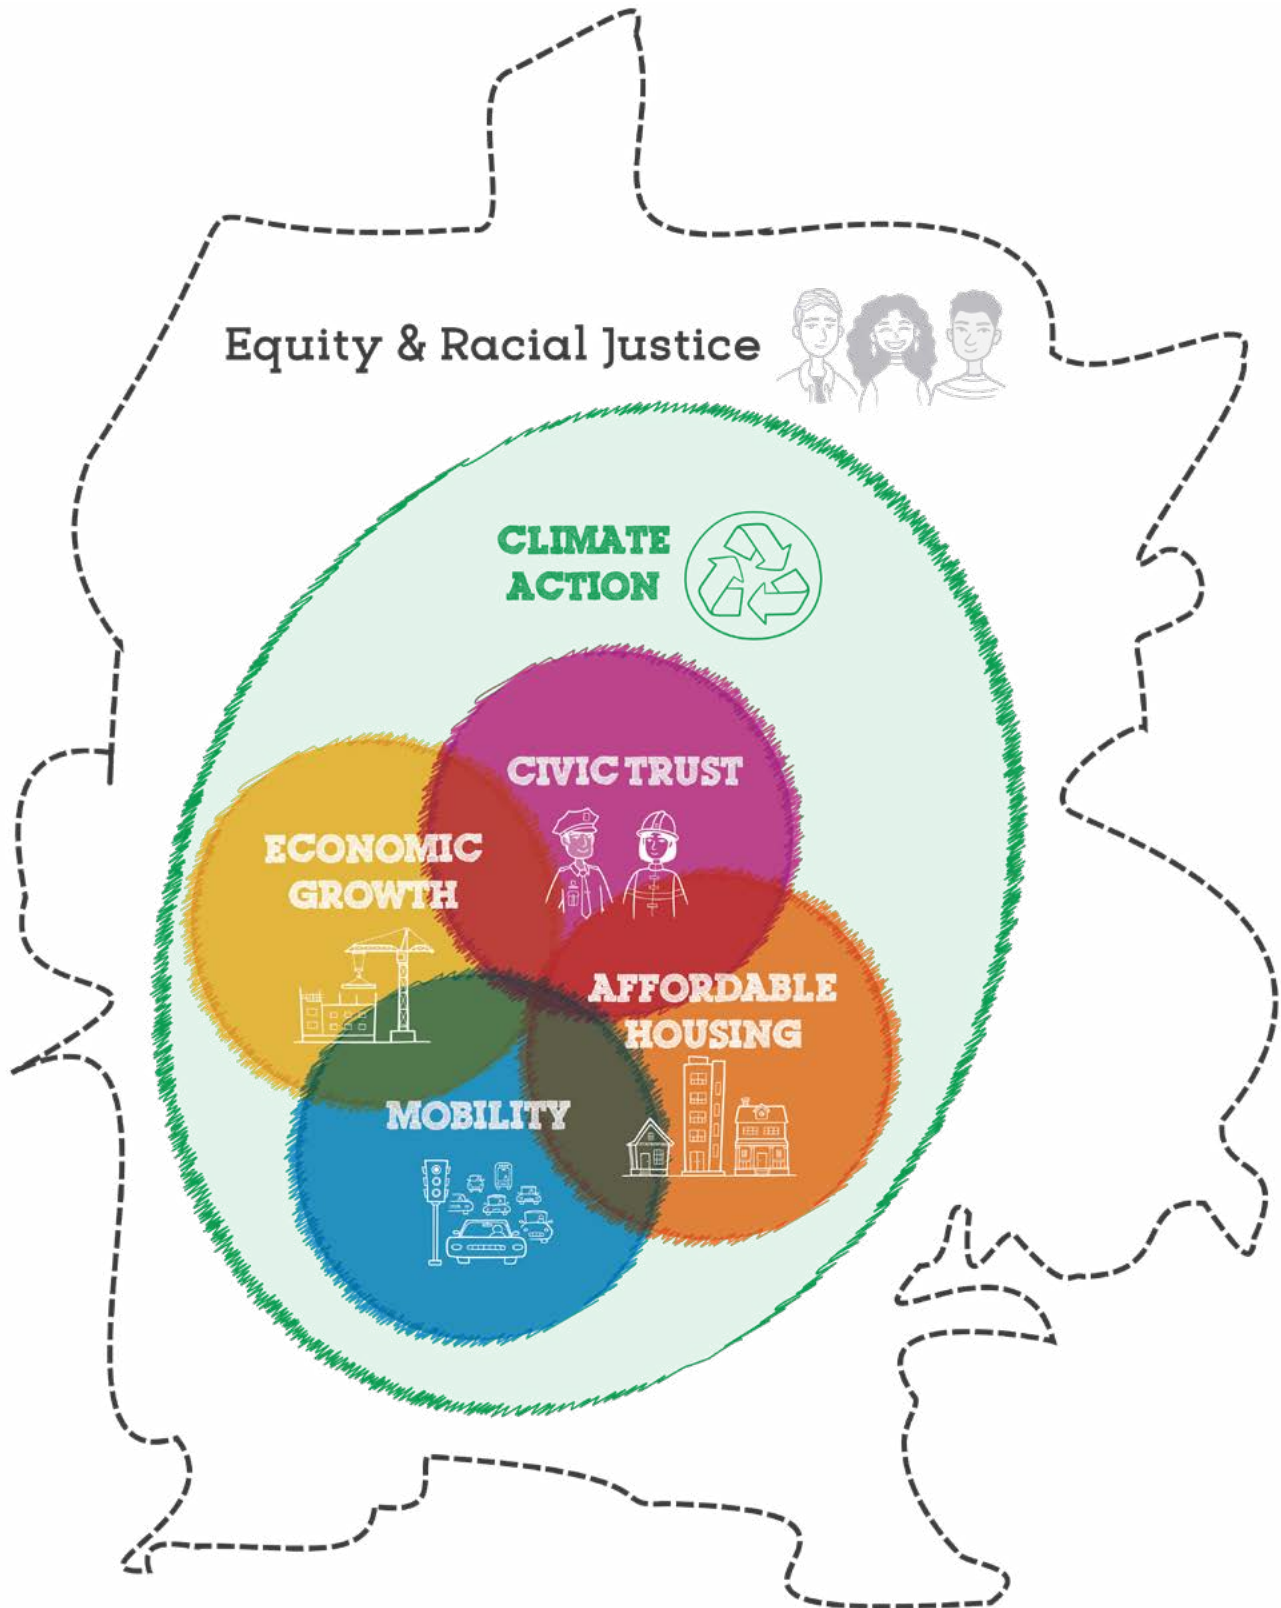 Equity & Racial Justice
CLIMATE
ACTION
CIVIC TRUST
ECONOMIC
GROWTH
AFFORDABLE
HOUSING
MOBILITY